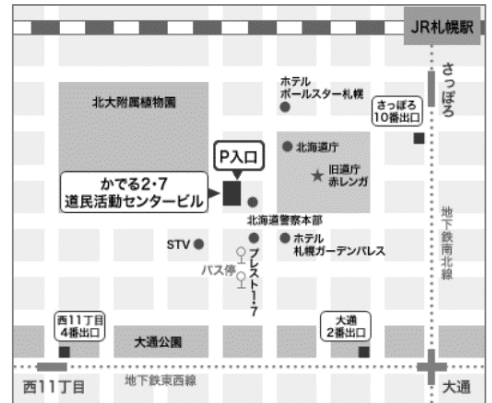 JR札幌駅
さっぽろ
ホテル
ポールスター札幌
さっぽろ
10番出口
北大附属植物園
北海道庁
P入口
旧道庁
赤レンガ
かでる2・7
道民活動センタービル
北海道警察本部
地下鉄南北線
STV
ホテル
札幌ガーデンパレス
プレスト1・7
バス停
西11丁目
4番出口
大通公園
大通
2番出口
西11丁目
地下鉄東西線
大通